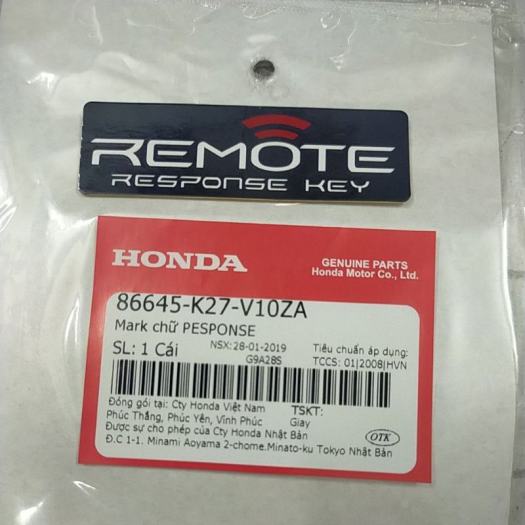 REMOTE
RESPONSE KEY
HONDA
GENUINE PARTS
Honda Motor Co., Ltd.
86645-K27-V10ZA
Mark chữ PESPONSE
SL: 1 Cái
NSX: 28-01-2019
G9A28S
Tiêu chuẩn áp dụng:
TCCS: 01|2008|HVN
Đóng gói tại: Cty Honda Việt Nam
Phúc Thắng, Phúc Yên, Vĩnh Phúc
TSKT:
Giay
Được sự cho phép của Cty Honda Nhật Bản
Đ.C 1-1. Minami Aoyama 2-chome.Minato-ku Tokyo Nhật Bản
OTK